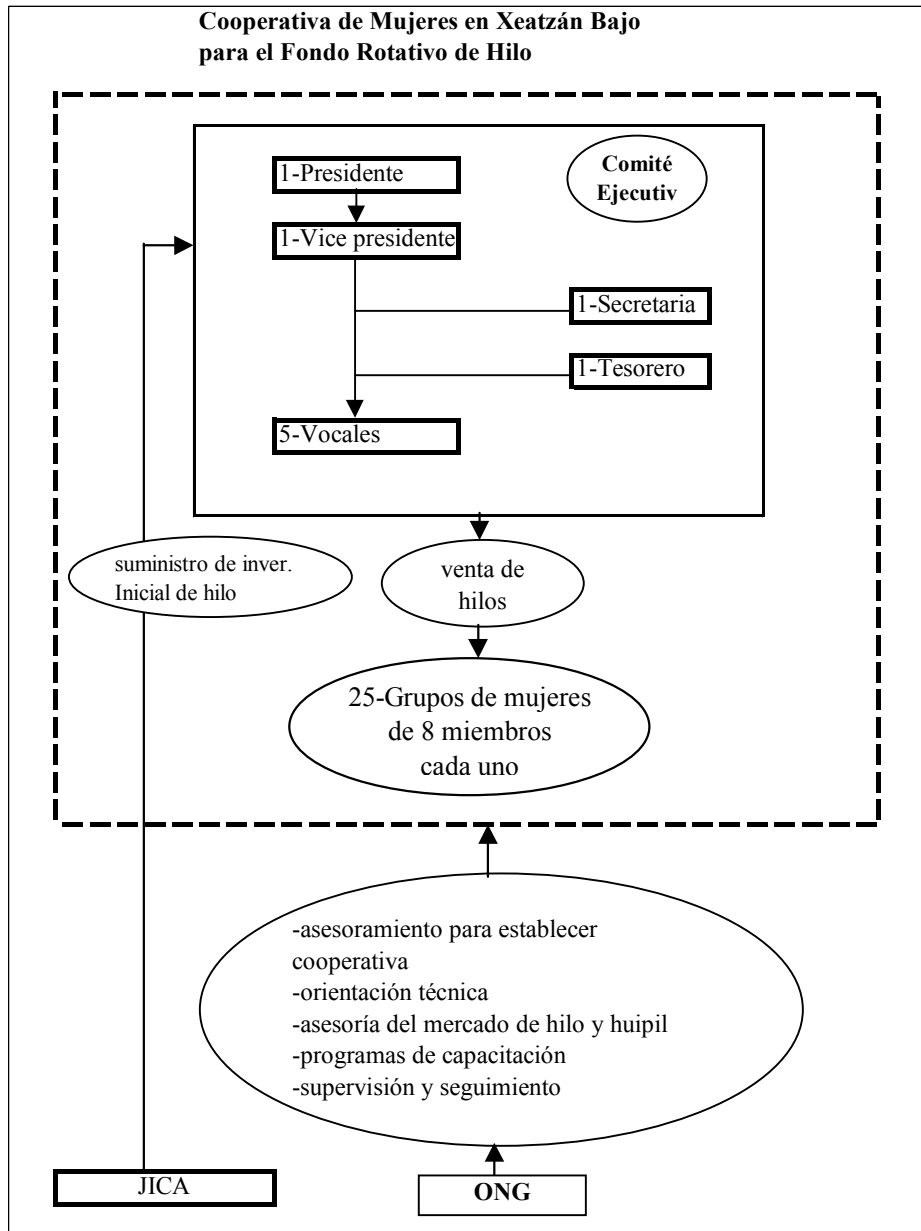 Cooperativa de Mujeres en Xeatzán Bajo
para el Fondo Rotativo de Hilo
Comité
Ejecutiv
1-Presidente
1-Vice presidente
1-Secretaria
1-Tesorero
5-Vocales
suministro de inver.
Inicial de hilo
venta de
hilos
25-Grupos de mujeres
de 8 miembros
cada uno
-asesoramiento para establecer
cooperativa
-orientación técnica
-asesoría del mercado de hilo y huipil
-programas de capacitación
-supervisión y seguimiento
JICA
ONG